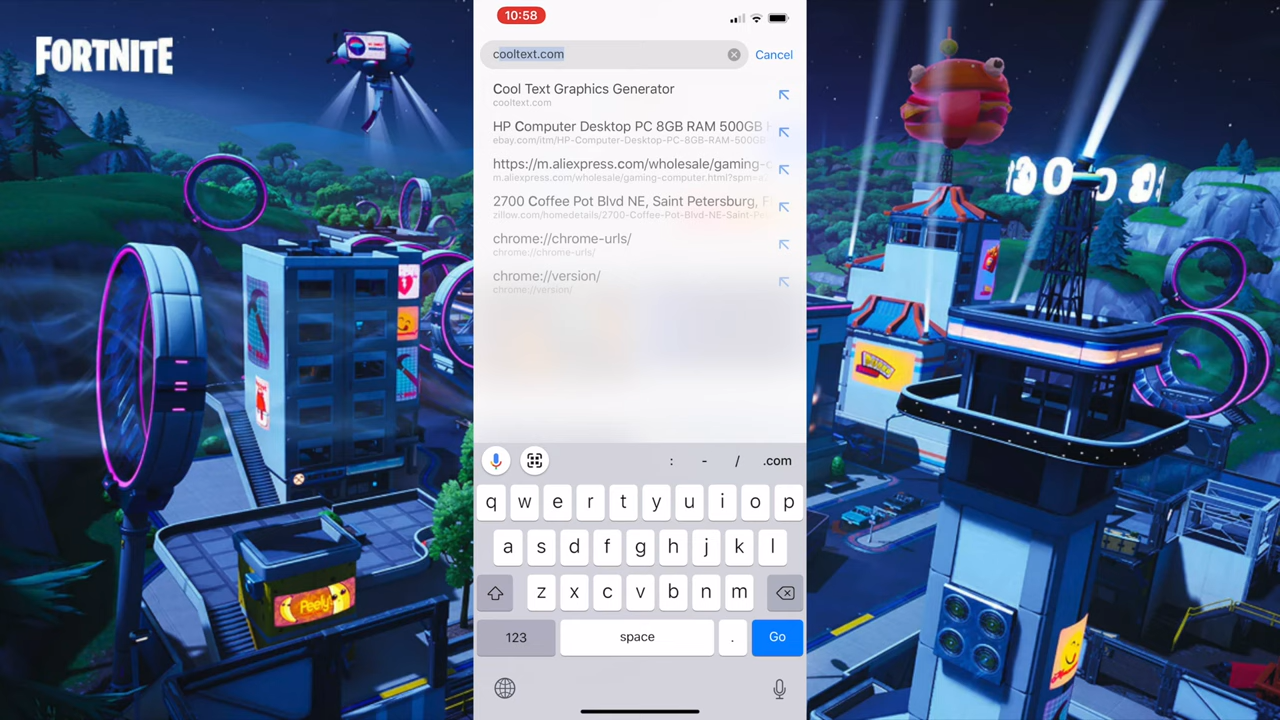 FORTNITE
10:58
cooltext.com
Cancel
Cool Text Graphics Generator
cooltext.com
HP Computer Desktop PC 8GB RAM 500GB
ebay.com/itm/HP-Computer-Desktop-PC-8GB-RAM-500GB
https://m.aliexpress.com/wholesale/gaming-c
m.aliexpress.com/wholesale/gaming-computer.html?spm=a
2700 Coffee Pot Blvd NE, Saint Petersburg, F
zillow.com/homedetails/2700-Coffee-Pot-Blvd-NE-Saint-Pet
chrome://chrome-urls/
chrome://chrome-urls/
chrome://version/
chrome://version/
: - / .com
q w e r t y u i o p
a s d f g h j k l
z x c v b n m
123 space . Go
Peely